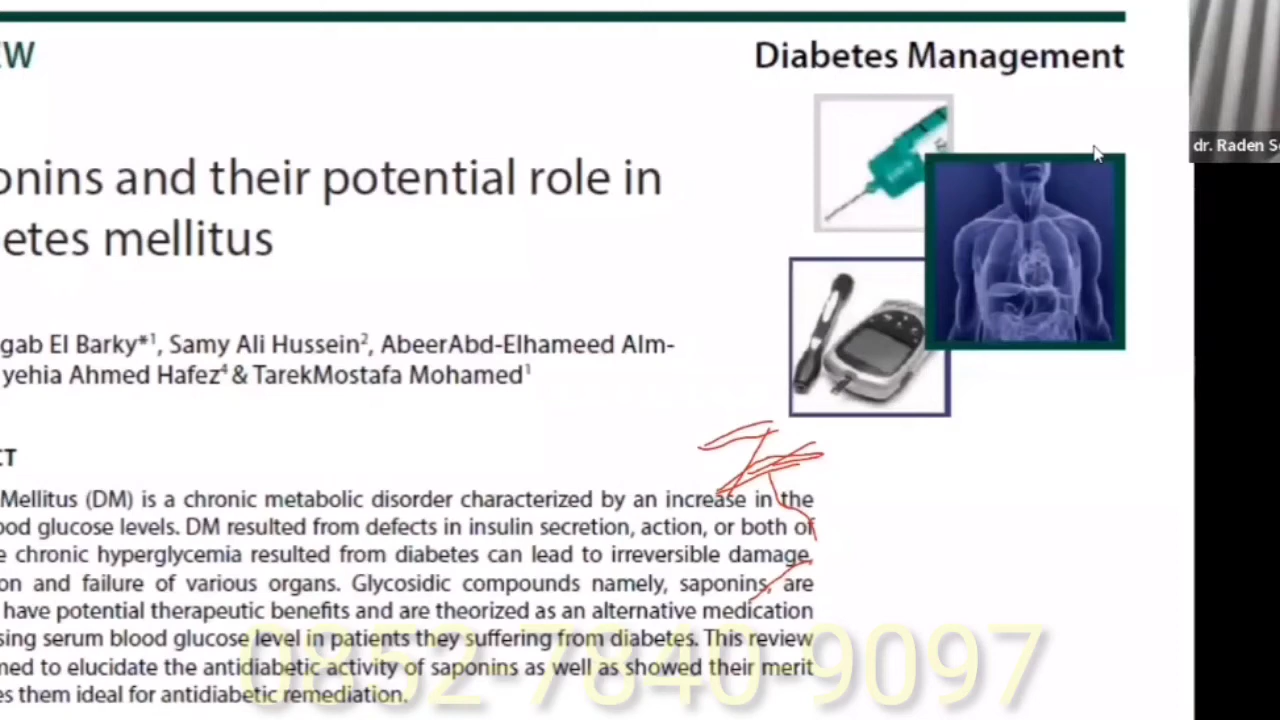 EW
Diabetes Management
dr. Raden S
onins and their potential role in
etes mellitus
gab El Barky*1, Samy Ali Hussein2, AbeerAbd-Elhameed Alm-
yehia Ahmed Hafez4 & TarekMostafa Mohamed1
CT
Mellitus (DM) is a chronic metabolic disorder characterized by an increase in the
ood glucose levels. DM resulted from defects in insulin secretion, action, or both of
e chronic hyperglycemia resulted from diabetes can lead to irreversible damage,
on and failure of various organs. Glycosidic compounds namely, saponins, are
have potential therapeutic benefits and are theorized as an alternative medication
sing serum blood glucose level in patients they suffering from diabetes. This review
med to elucidate the antidiabetic activity of saponins as well as showed their merit
es them ideal for antidiabetic remediation.
0852-7840-9097